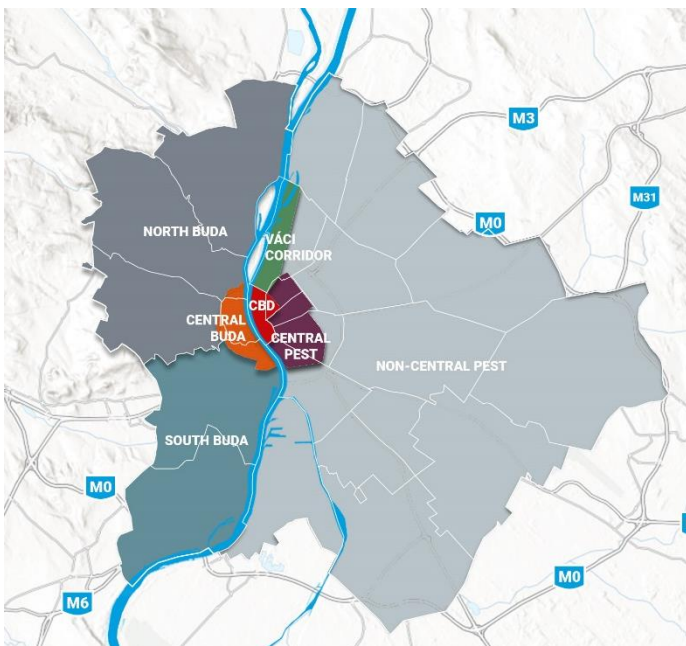 M3
M31
M0
NORTH BUDA
VÁCI
CORRIDOR
CBD
CENTRAL
BUDA
CENTRAL
PEST
NON-CENTRAL PEST
SOUTH BUDA
M0
M0
M6